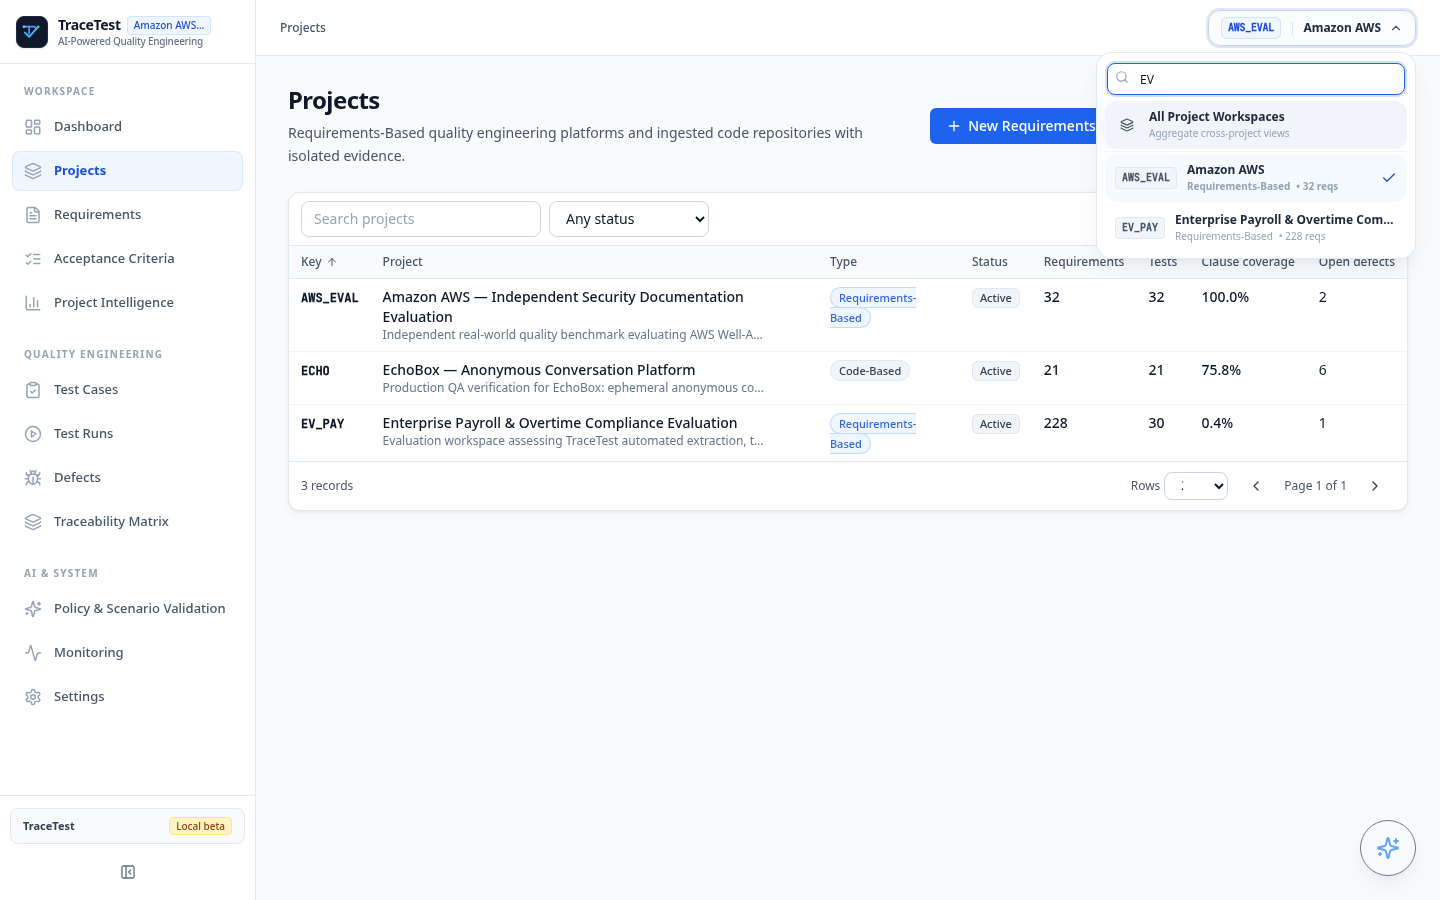 TraceTest Amazon AWS...
AI-Powered Quality Engineering
WORKSPACE
Dashboard
Projects
Requirements
Acceptance Criteria
Project Intelligence
QUALITY ENGINEERING
Test Cases
Test Runs
Defects
Traceability Matrix
AI & SYSTEM
Policy & Scenario Validation
Monitoring
Settings
TraceTest Local beta
Projects
AWS_EVAL Amazon AWS
EV
All Project Workspaces
Aggregate cross-project views
AWS_EVAL Amazon AWS
Requirements-Based • 32 reqs
EV_PAY Enterprise Payroll & Overtime Com...
Requirements-Based • 228 reqs
Projects
Requirements-Based quality engineering platforms and ingested code repositories with
isolated evidence.
New Requirements
Search projects Any status
Key Project Type Status Requirements Tests Clause coverage Open defects
AWS_EVAL Amazon AWS — Independent Security Documentation Requirements- Active 32 32 100.0% 2
Evaluation Based
Independent real-world quality benchmark evaluating AWS Well-A...
ECHO EchoBox — Anonymous Conversation Platform Code-Based Active 21 21 75.8% 6
Production QA verification for EchoBox: ephemeral anonymous co...
EV_PAY Enterprise Payroll & Overtime Compliance Evaluation Requirements- Active 228 30 0.4% 1
Evaluation workspace assessing TraceTest automated extraction, t... Based
3 records Rows Page 1 of 1